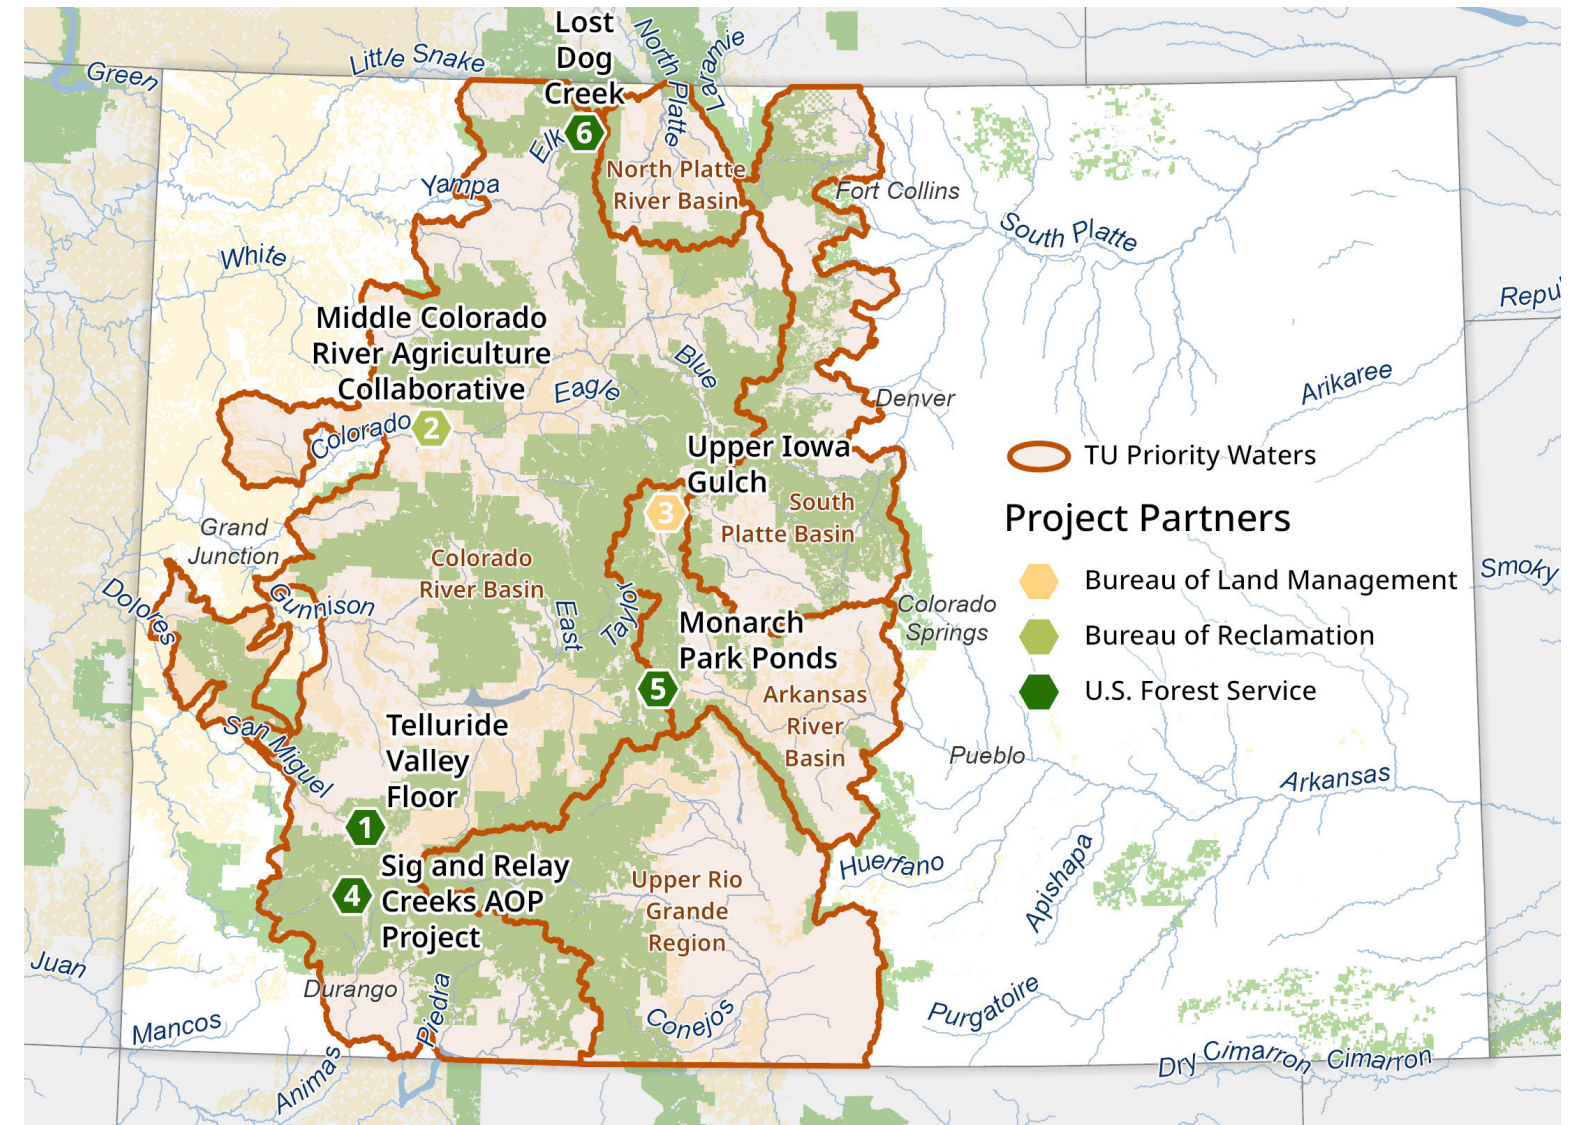 Lost
Dog
Creek
North Platte
Laramie
Little Snake
Green
6
Elk
North Platte
River Basin
Yampa
Fort Collins
South Platte
White
Repu
Middle Colorado
River Agriculture
Collaborative
Blue
Eagle
Arikaree
Denver
Colorado
2
Upper Iowa
Gulch
TU Priority Waters
3
South
Platte Basin
Project Partners
Grand
Junction
Colorado
River Basin
Smoky
Bureau of Land Management
Dolores
Gunnison
East
Taylor
Colorado
Springs
Monarch
Park Ponds
Bureau of Reclamation
5
U.S. Forest Service
Arkansas
River
Basin
San Miguel
Telluride
Valley
Floor
Pueblo
Arkansas
1
Sig and Relay
Creeks AOP
Project
4
Huerfano
Apishapa
Upper Rio
Grande
Region
Juan
Durango
Piedra
Conejos
Purgatoire
Mancos
Animas
Dry Cimarron
Cimarron